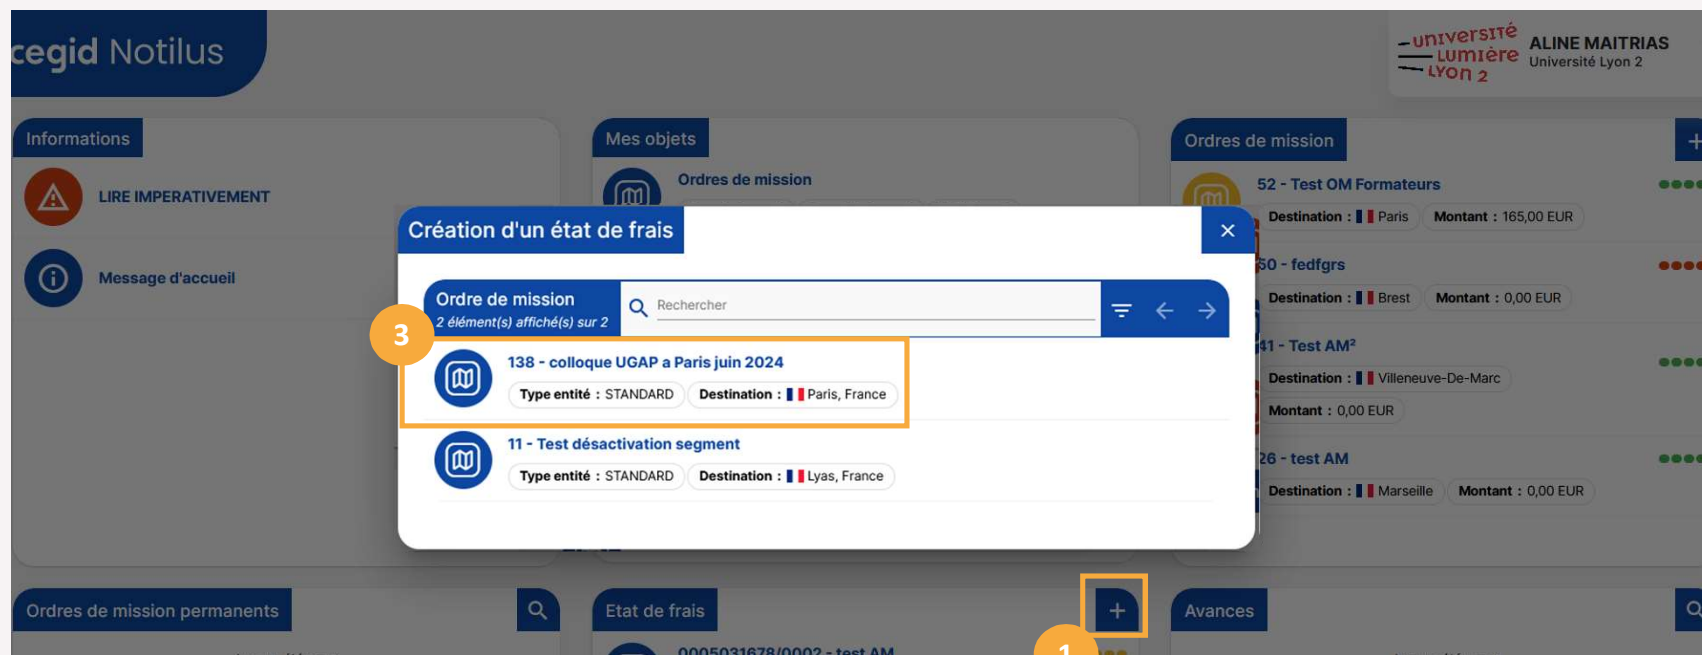 cegid Notilus
université
LUMIÈRE
LYON 2
ALINE MAITRIAS
Université Lyon 2
Informations
LIRE IMPERATIVEMENT
Message d'accueil
Mes objets
Ordres de mission
Ordres de mission
52 - Test OM Formateurs
Destination : Paris Montant : 165,00 EUR
- fedfgrs
Destination : Brest Montant : 0,00 EUR
41 - Test AM²
Destination : Villeneuve-De-Marc
Montant : 0,00 EUR
26 - test AM
Destination : Marseille Montant : 0,00 EUR
Création d'un état de frais
Ordre de mission
2 élément(s) affiché(s) sur 2
Rechercher
3
138 - colloque UGAP a Paris juin 2024
Type entité : STANDARD Destination : Paris, France
11 - Test désactivation segment
Type entité : STANDARD Destination : Lyas, France
Ordres de mission permanents
Etat de frais
0005031678/0002 - test AM
1
Avances